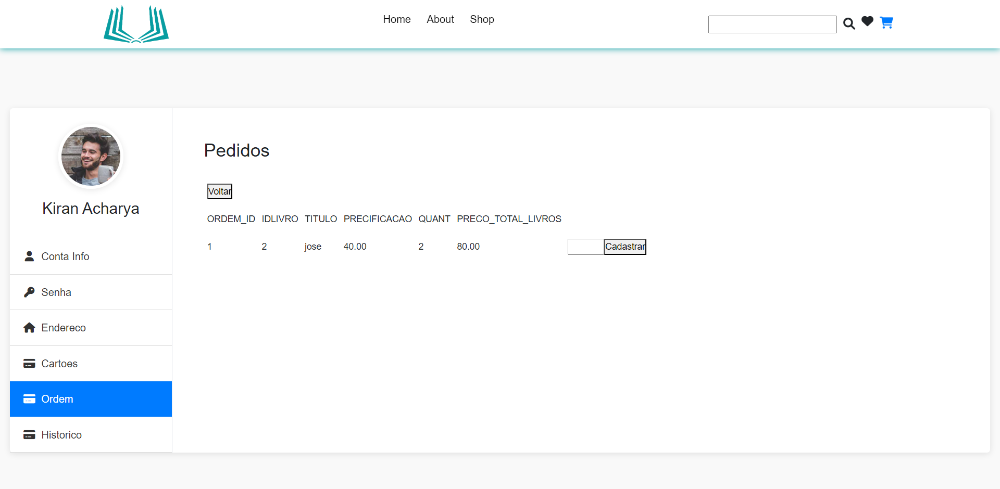 Home About Shop
Kiran Acharya
Conta Info
Senha
Endereco
Cartoes
Ordem
Historico
Pedidos
Voltar
ORDEM_ID IDLIVRO TITULO PRECIFICACAO QUANT PRECO_TOTAL_LIVROS
1 2 jose 40.00 2 80.00 Cadastrar